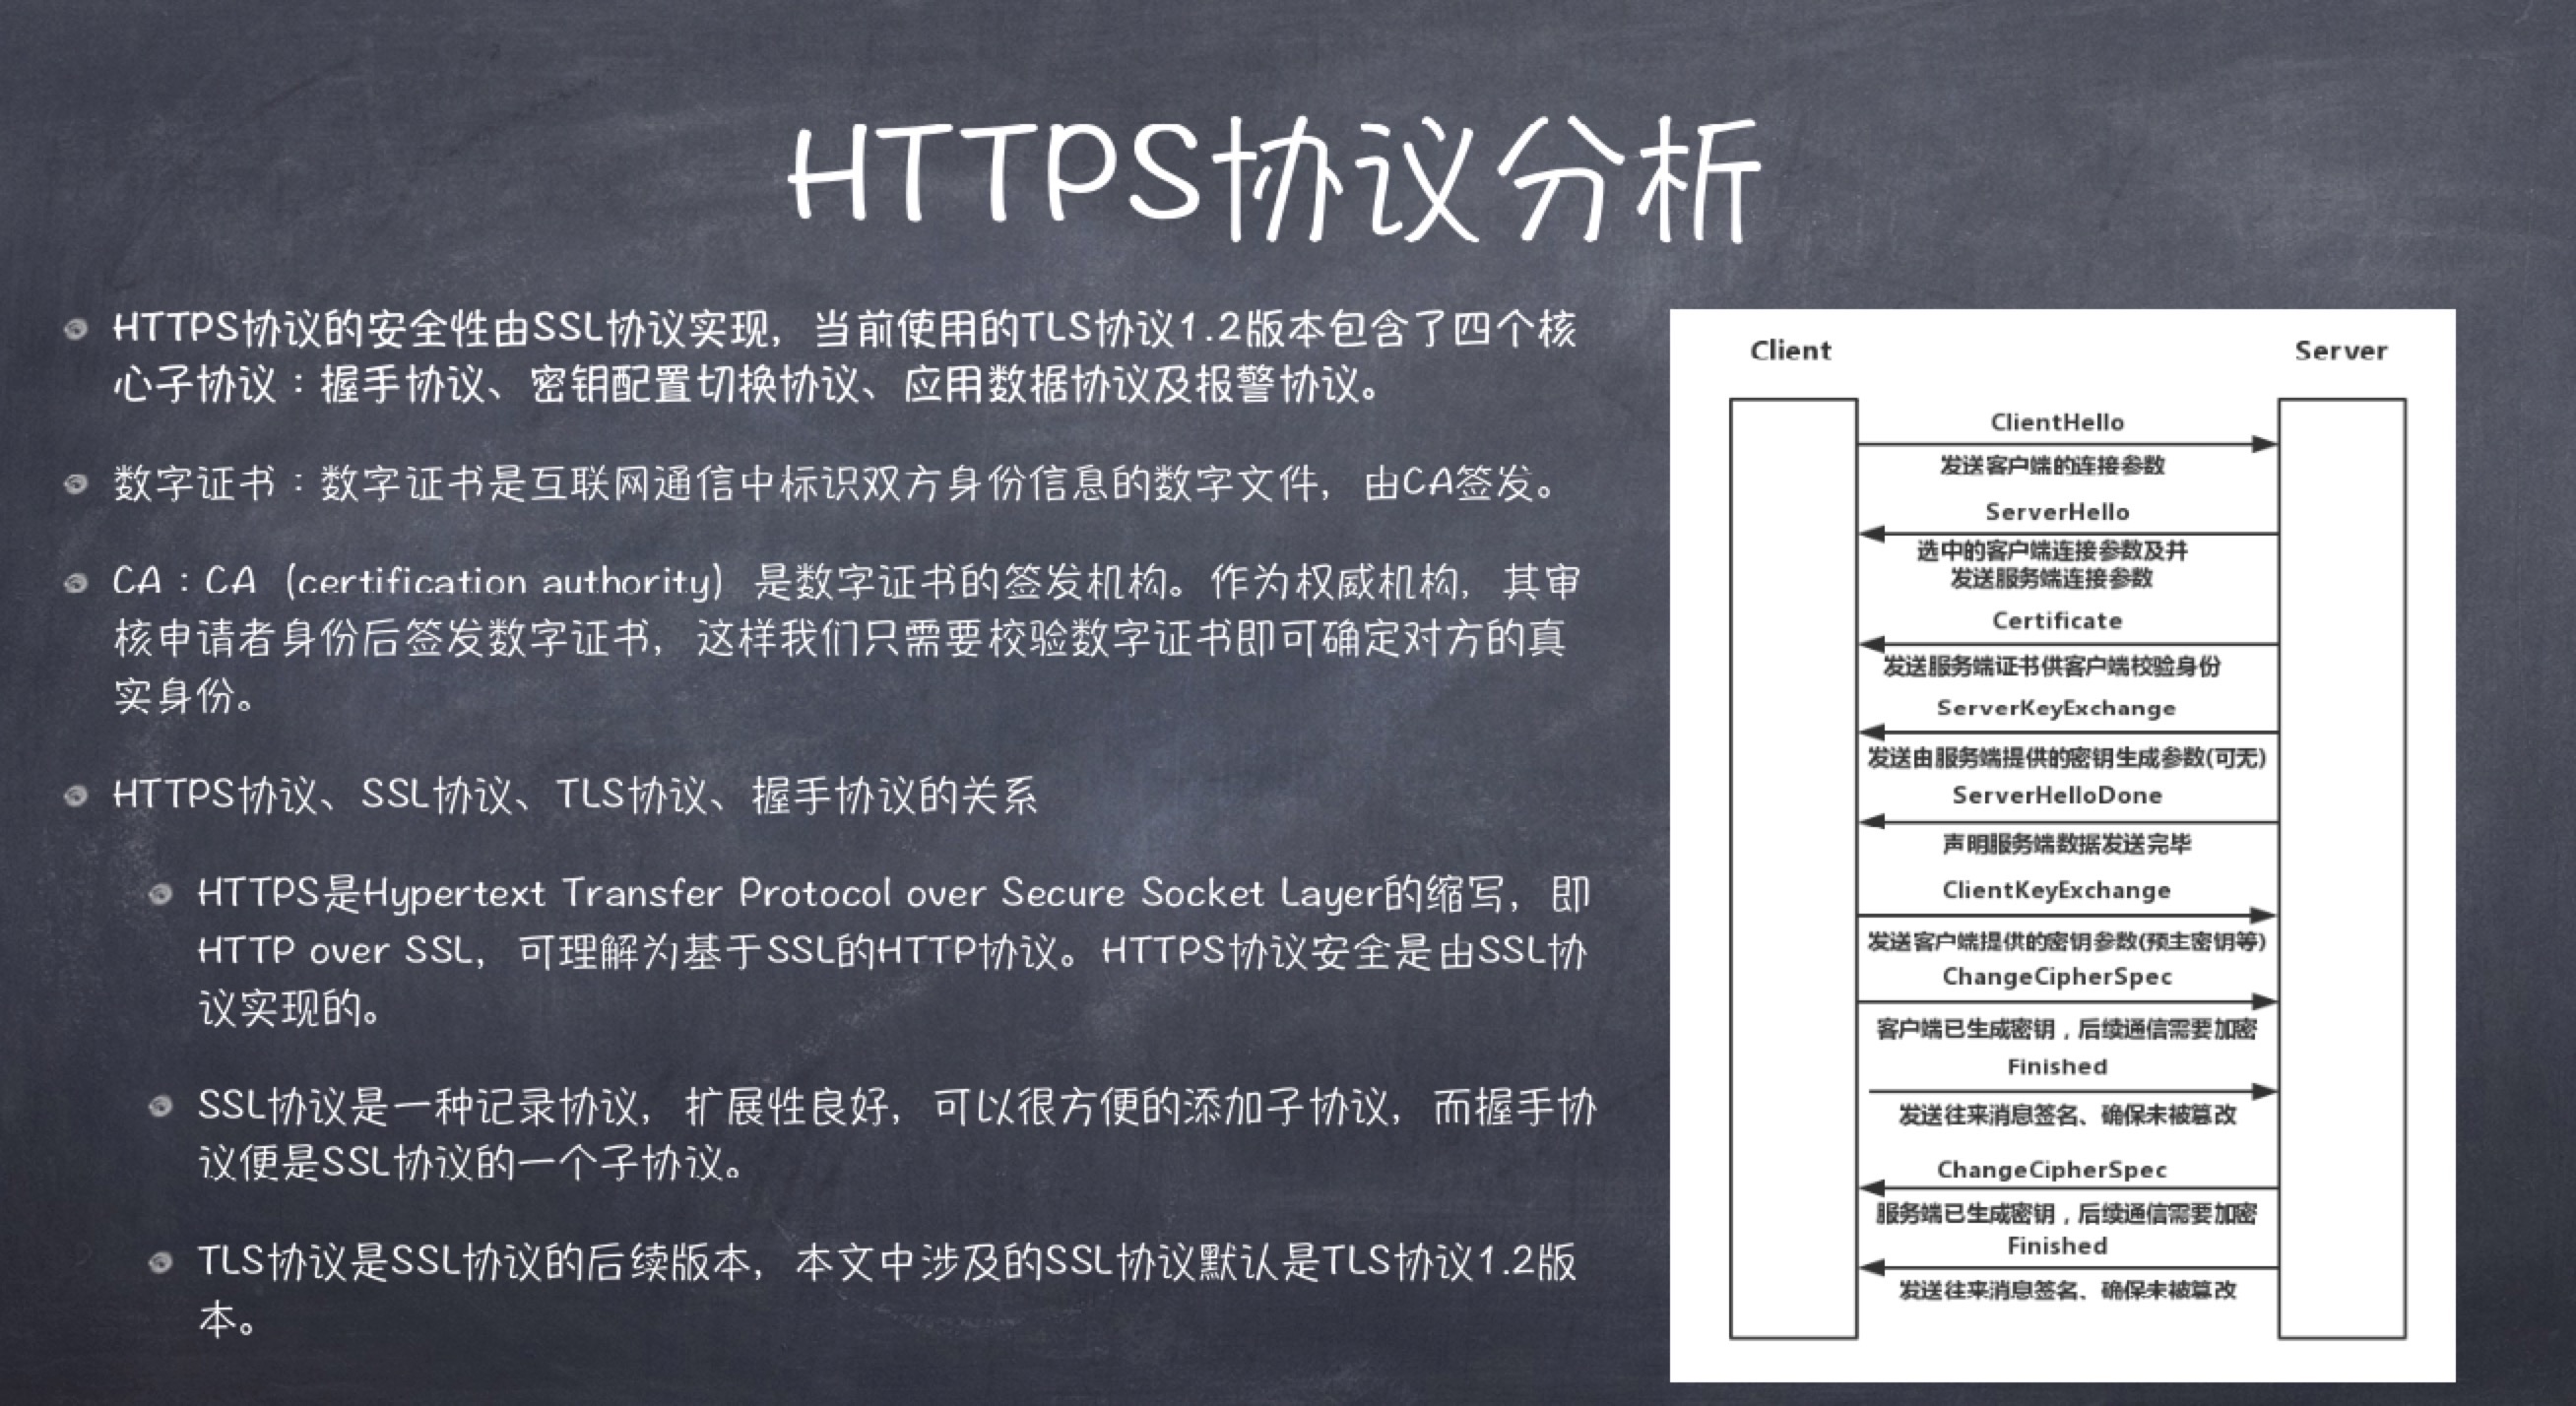 HTTPS协议分析
HTTPS协议的安全性由SSL协议实现，当前使用的TLS协议1.2版本包含了四个核
心子协议：握手协议、密钥配置切换协议、应用数据协议及报警协议。
数字证书：数字证书是互联网通信中标识双方身份信息的数字文件，由CA签发。
CA：CA（certification authority）是数字证书的签发机构。作为权威机构，其审
核申请者身份后签发数字证书，这样我们只需要校验数字证书即可确定对方的真
实身份。
HTTPS协议、SSL协议、TLS协议、握手协议的关系
HTTPS是Hypertext Transfer Protocol over Secure Socket Layer的缩写，即
HTTP over SSL，可理解为基于SSL的HTTP协议。HTTPS协议安全是由SSL协
议实现的。
SSL协议是一种记录协议，扩展性良好，可以很方便的添加子协议，而握手协
议便是SSL协议的一个子协议。
TLS协议是SSL协议的后续版本，本文中涉及的SSL协议默认是TLS协议1.2版
本。
Client
Server
ClientHello
发送客户端的连接参数
ServerHello
选中的客户端连接参数及并
发送服务端连接参数
Certificate
发送服务端证书供客户端校验身份
ServerKeyExchange
发送由服务端提供的密钥生成参数(可无)
ServerHelloDone
声明服务端数据发送完毕
ClientKeyExchange
发送客户端提供的密钥参数(预主密钥等)
ChangeCipherSpec
客户端已生成密钥，后续通信需要加密
Finished
发送往来消息签名、确保未被篡改
ChangeCipherSpec
服务端已生成密钥，后续通信需要加密
Finished
发送往来消息签名、确保未被篡改